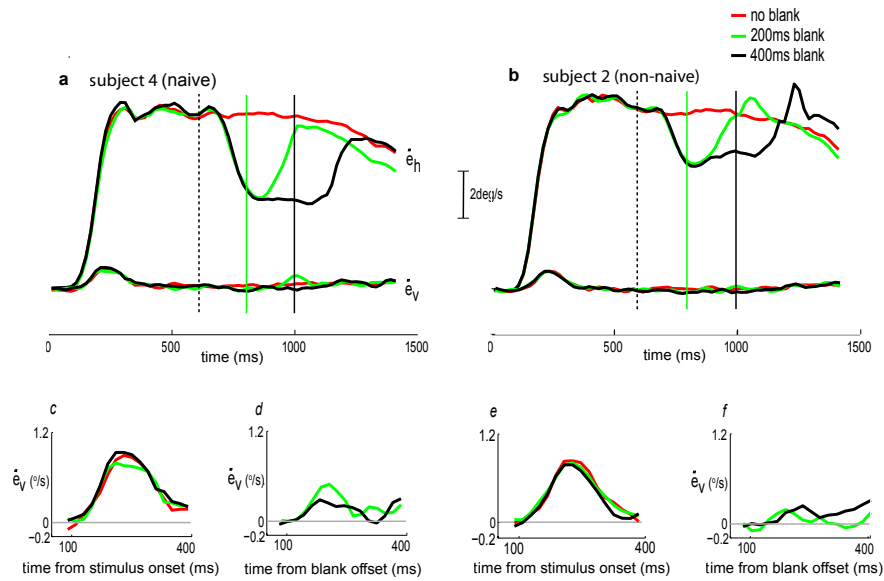 no blank
200ms blank
400ms blank
a subject 4 (naive)
b subject 2 (non-naive)
ė_h
2deg/s
ė_v
0 500 1000
time (ms)
0 500 1000 1500
time (ms)
c
d
e
f
1.2
0
−0.2
ė_v (º/s)
100 400
time from stimulus onset (ms)
1.2
0
−0.2
ė_v (º/s)
100 400
time from blank offset (ms)
1.2
0
−0.2
ė_v (º/s)
100 400
time from stimulus onset (ms)
1.2
0
−0.2
ė_v (º/s)
100 400
time from blank offset (ms)